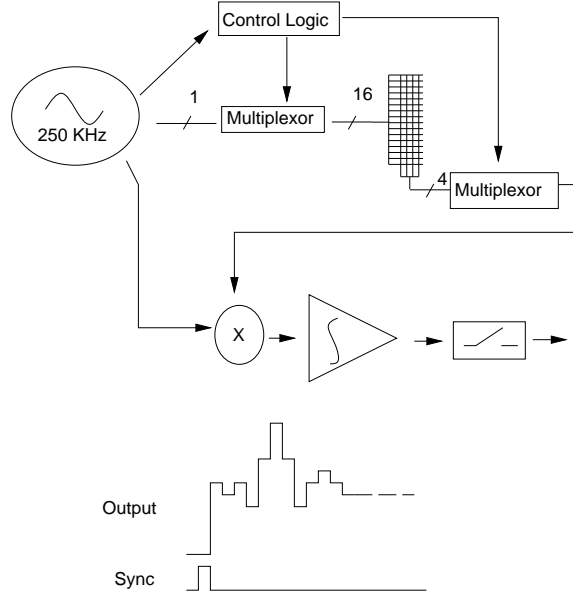 Control Logic
1
16
250 KHz
Multiplexor
4
Multiplexor
X
Output
Sync